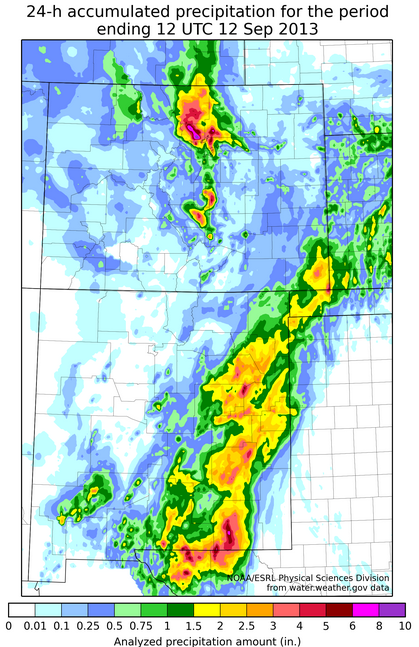 24-h accumulated precipitation for the period
ending 12 UTC 12 Sep 2013
NOAA/ESRL Physical Sciences Division
from water.weather.gov data
0 0.01 0.1 0.25 0.5 0.75 1 1.5 2 2.5 3 4 5 6 8 10
Analyzed precipitation amount (in.)